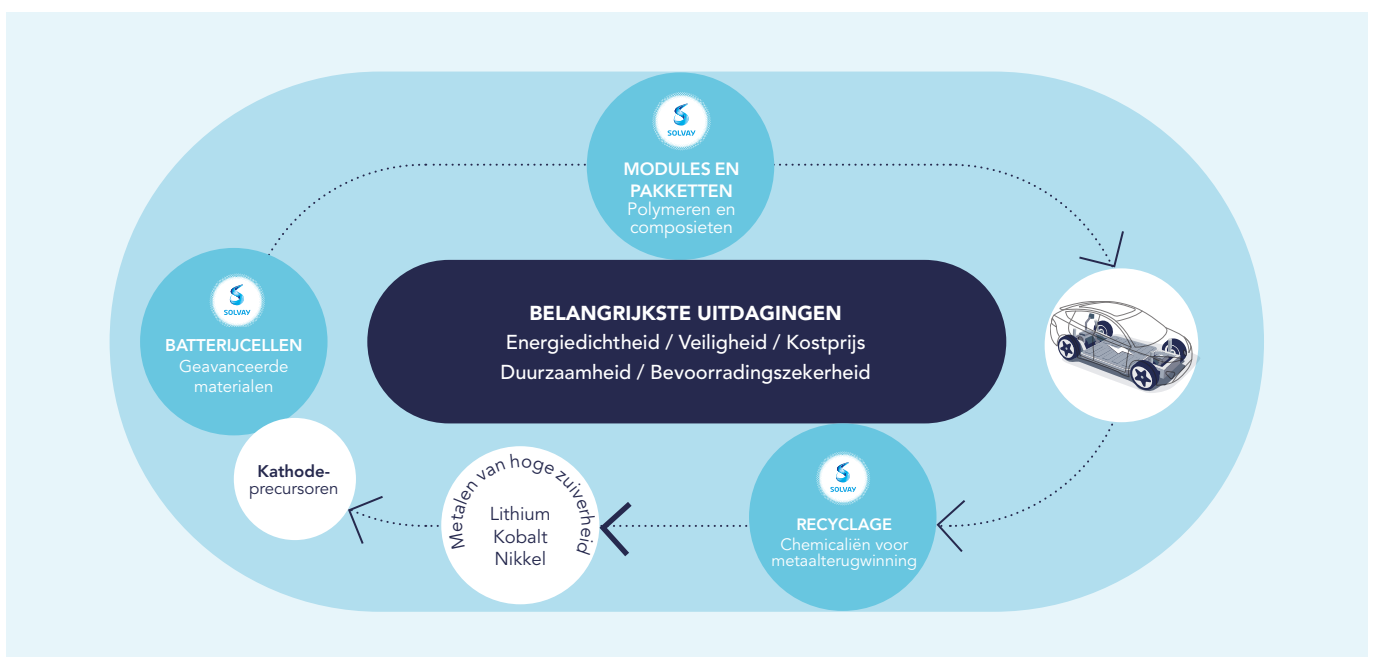 SOLVAY
MODULES EN
PAKKETTEN
Polymeren en
composieten
SOLVAY
BATTERIJCELLEN
Geavanceerde
materialen
BELANGRIJKSTE UITDAGINGEN
Energiedichtheid / Veiligheid / Kostprijs
Duurzaamheid / Bevoorradingszekerheid
Kathode-
precursoren
Metalen van hoge zuiverheid
Lithium
Kobalt
Nikkel
SOLVAY
RECYCLAGE
Chemicaliën voor
metaalterugwinning